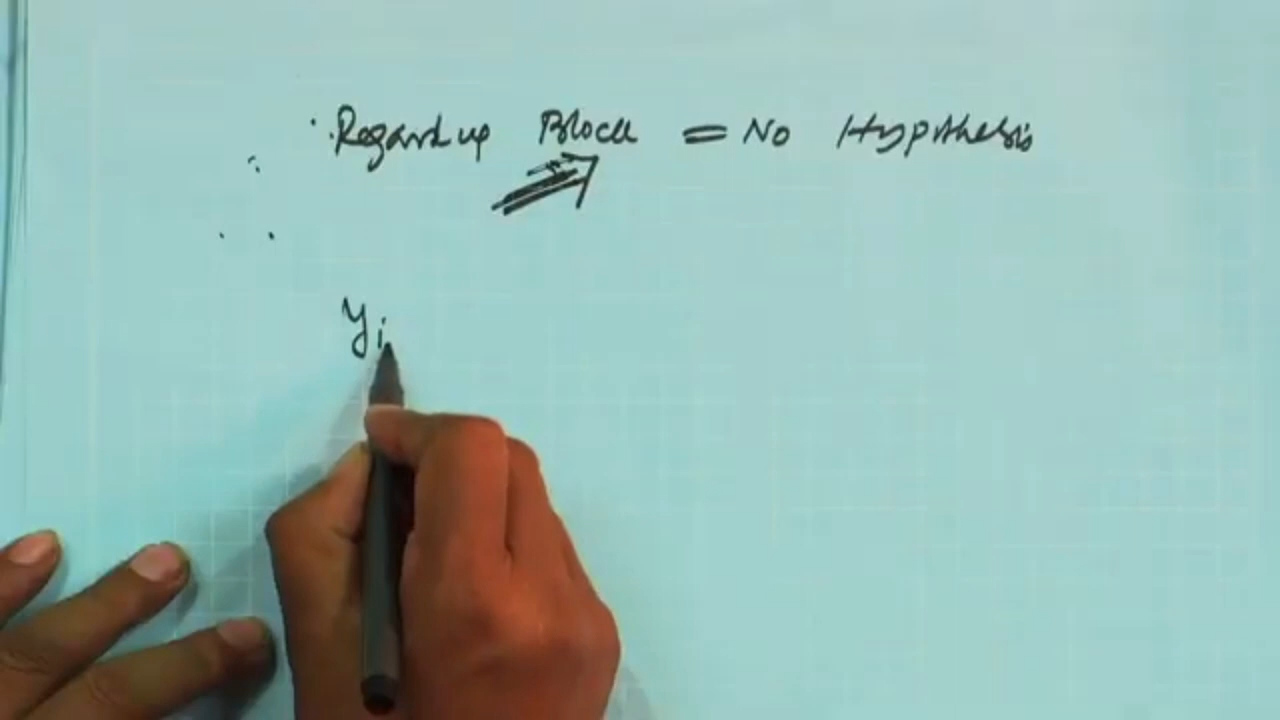 Regarding Block = No Hypothesis
yi